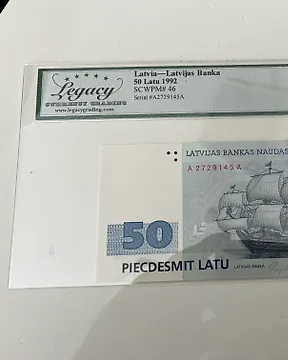 Legacy
CURRENCY GRADING
www.legacygrading.com
Latvia—Latvijas Banka
50 Latu 1992
SCWPM# 46
Serial #A2729145A
LATVIJAS BANKAS NAUDAS
A 2729145 A
50
PIECDESMIT LATU
LATVIJAS BANKA